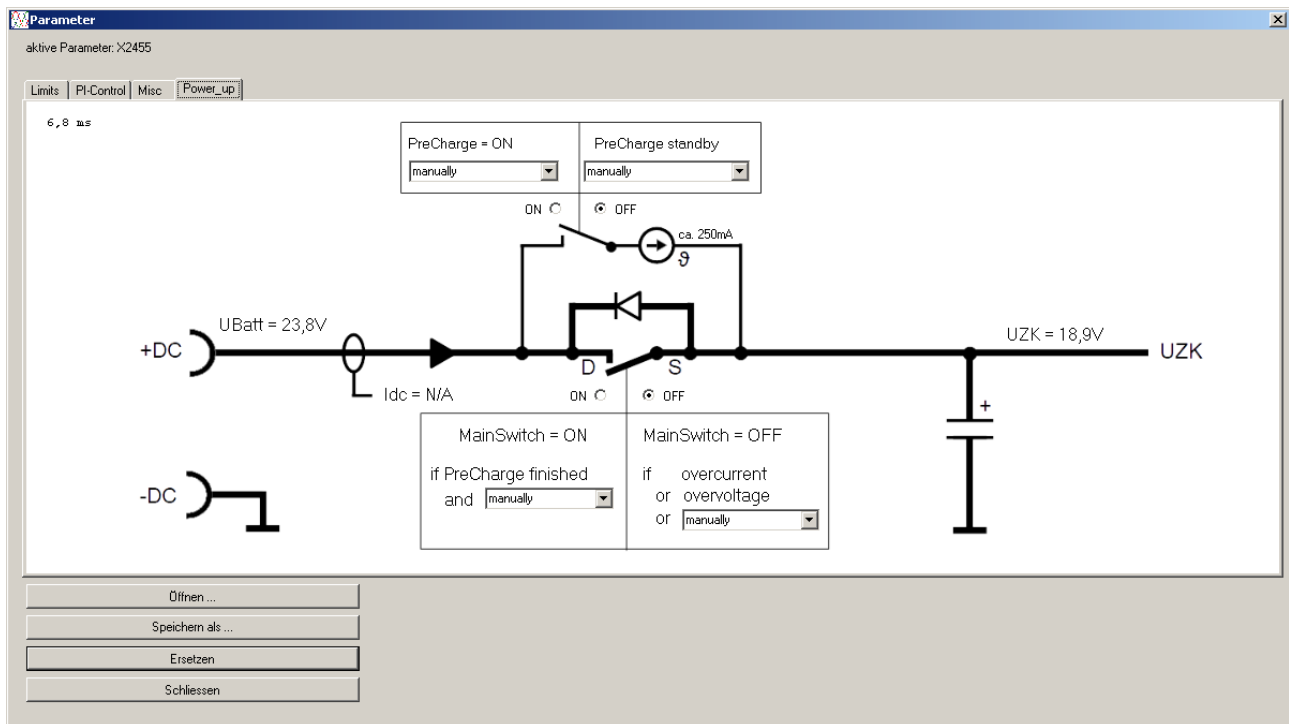 Parameter
aktive Parameter: X2455
Limits PI-Control Misc Power_up
6,8 ms
PreCharge = ON PreCharge standby
manually manually
ON OFF
ca. 250mA
ϑ
UBatt = 23,8V
UZK = 18,9V
+DC
UZK
D S
Idc = N/A
ON OFF
+
MainSwitch = ON MainSwitch = OFF
if PreCharge finished if overcurrent
and manually or overvoltage
or manually
-DC
Öffnen ...
Speichern als ...
Ersetzen
Schliessen